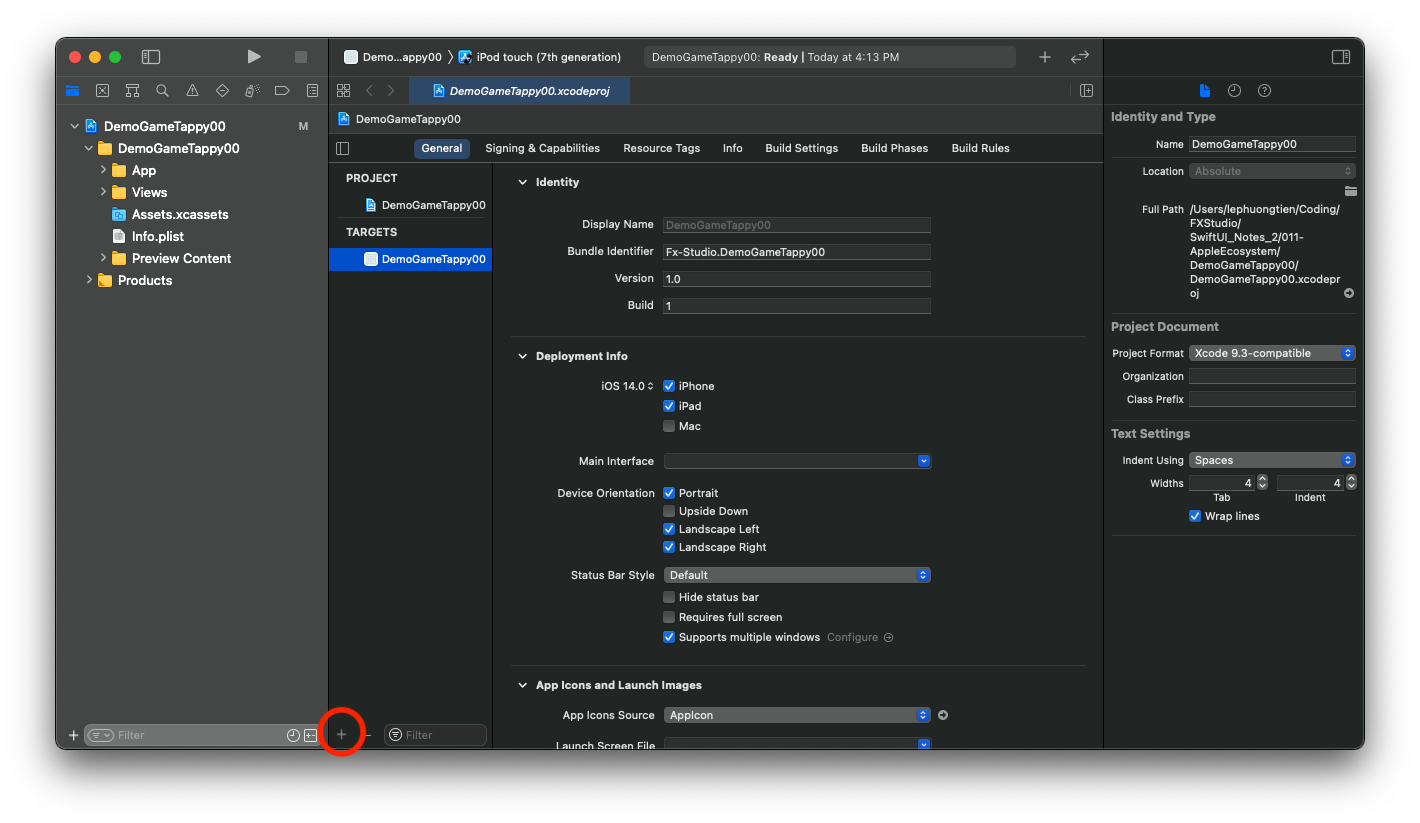 Demo...appy00 〉 iPod touch (7th generation)
DemoGameTappy00: Ready | Today at 4:13 PM
DemoGameTappy00.xcodeproj
DemoGameTappy00 M
DemoGameTappy00
App
Views
Assets.xcassets
Info.plist
Preview Content
Products
Filter
DemoGameTappy00
General Signing & Capabilities Resource Tags Info Build Settings Build Phases Build Rules
PROJECT
DemoGameTappy00
TARGETS
DemoGameTappy00
Filter
Identity
Display Name DemoGameTappy00
Bundle Identifier Fx-Studio.DemoGameTappy00
Version 1.0
Build 1
Deployment Info
iOS 14.0 iPhone
iPad
Mac
Main Interface
Device Orientation Portrait
Upside Down
Landscape Left
Landscape Right
Status Bar Style Default
Hide status bar
Requires full screen
Supports multiple windows Configure
App Icons and Launch Images
App Icons Source AppIcon
Launch Screen File
Identity and Type
Name DemoGameTappy00
Location Absolute
Full Path /Users/lephuongtien/Coding/
FXStudio/
SwiftUI_Notes_2/011-
AppleEcosystem/
DemoGameTappy00/
DemoGameTappy00.xcodepr
oj
Project Document
Project Format Xcode 9.3-compatible
Organization
Class Prefix
Text Settings
Indent Using Spaces
Widths 4 4
Tab Indent
Wrap lines